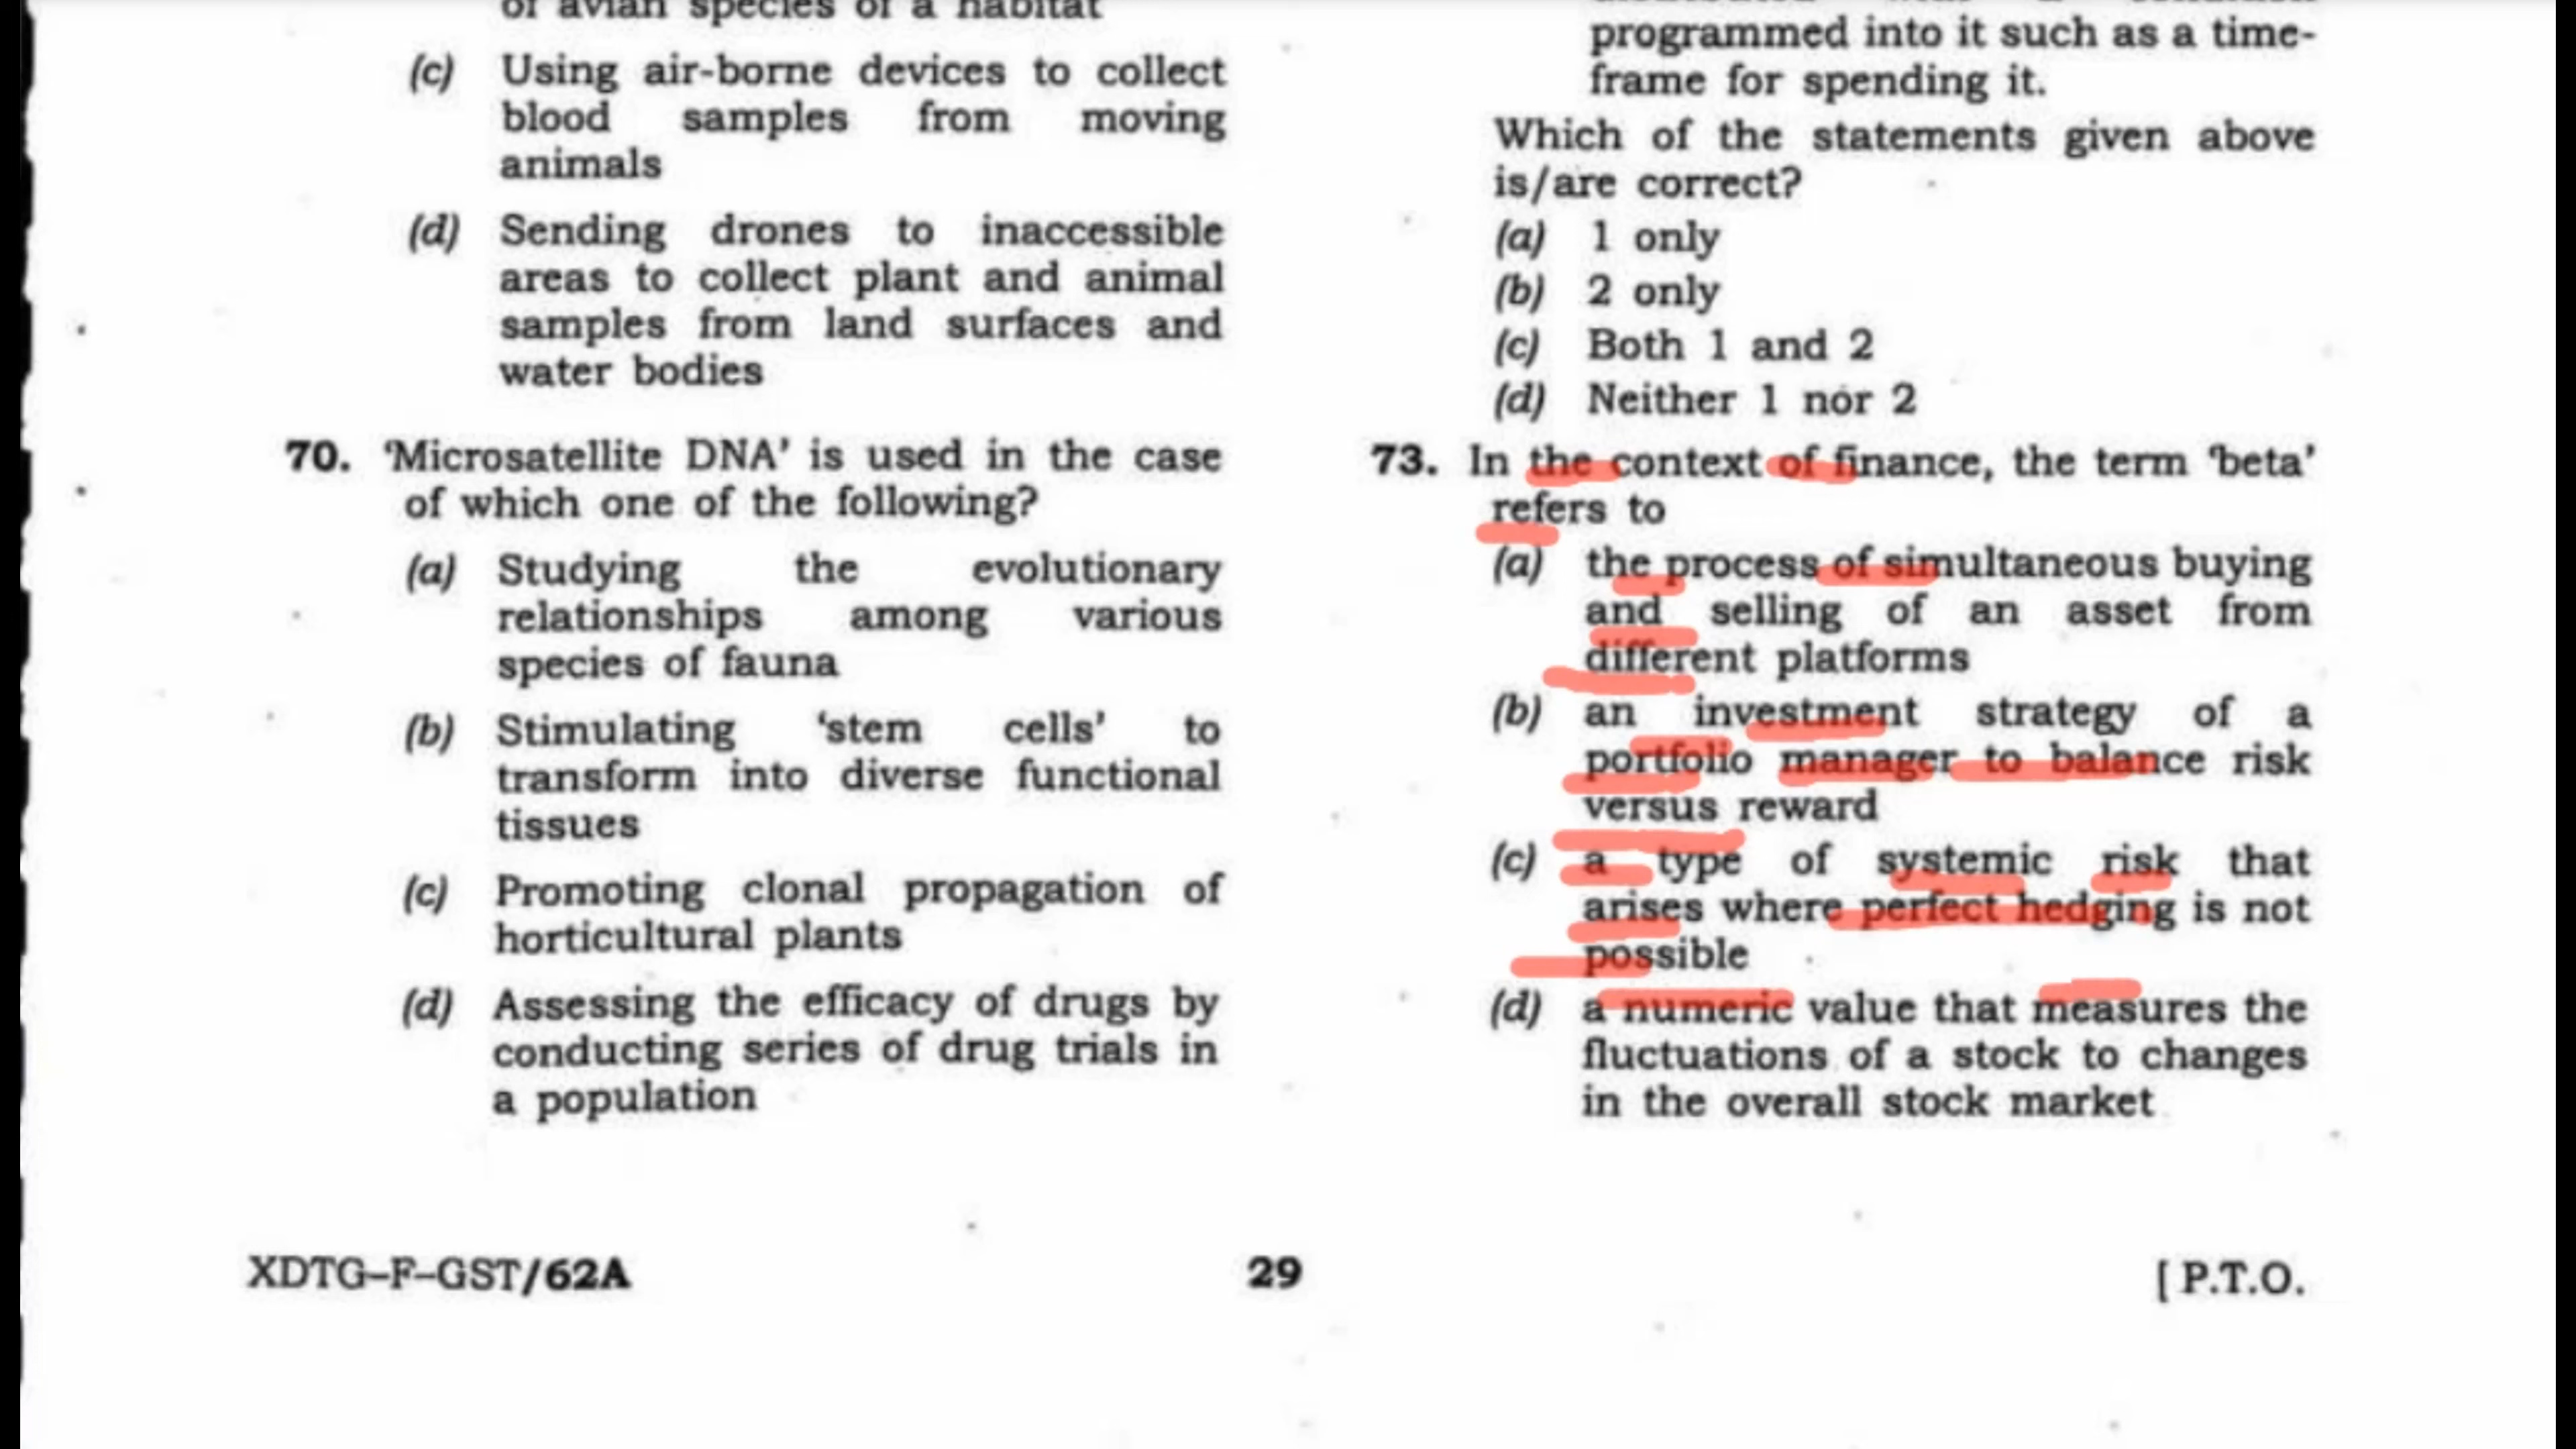 of avian species of a habitat
(c) Using air-borne devices to collect
blood samples from moving
animals
(d) Sending drones to inaccessible
areas to collect plant and animal
samples from land surfaces and
water bodies
70. ‘Microsatellite DNA’ is used in the case
of which one of the following?
(a) Studying the evolutionary
relationships among various
species of fauna
(b) Stimulating ‘stem cells’ to
transform into diverse functional
tissues
(c) Promoting clonal propagation of
horticultural plants
(d) Assessing the efficacy of drugs by
conducting series of drug trials in
a population
programmed into it such as a time-
frame for spending it.
Which of the statements given above
is/are correct?
(a) 1 only
(b) 2 only
(c) Both 1 and 2
(d) Neither 1 nor 2
73. In the context of finance, the term ‘beta’
refers to
(a) the process of simultaneous buying
and selling of an asset from
different platforms
(b) an investment strategy of a
portfolio manager to balance risk
versus reward
(c) a type of systemic risk that
arises where perfect hedging is not
possible
(d) a numeric value that measures the
fluctuations of a stock to changes
in the overall stock market
XDTG–F–GST/62A
29
[ P.T.O.